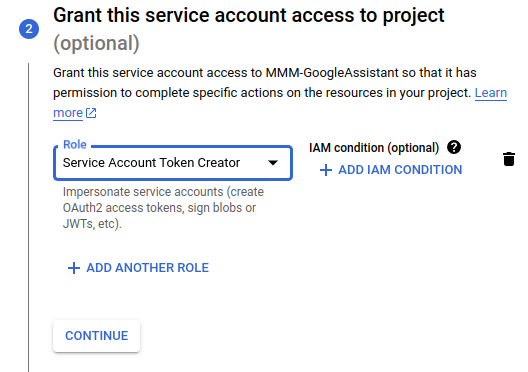 2
Grant this service account access to project
(optional)
Grant this service account access to MMM-GoogleAssistant so that it has
permission to complete specific actions on the resources in your project. Learn
more
Role
Service Account Token Creator
IAM condition (optional) ?
+ ADD IAM CONDITION
Impersonate service accounts (create
OAuth2 access tokens, sign blobs or
JWTs, etc).
+ ADD ANOTHER ROLE
CONTINUE